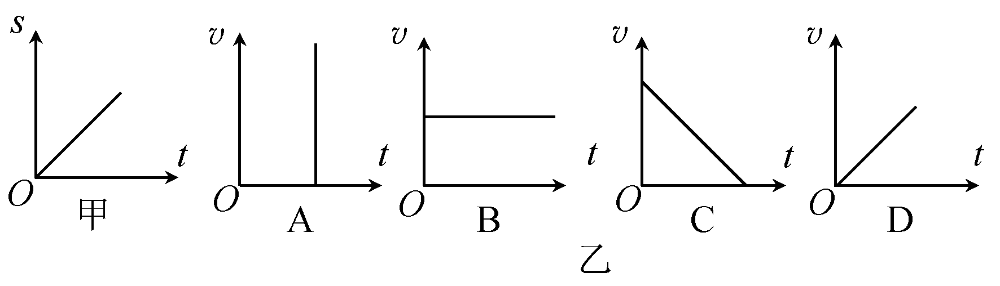 s v v v v
t t t t t
O O O O O
甲 A B C D
乙